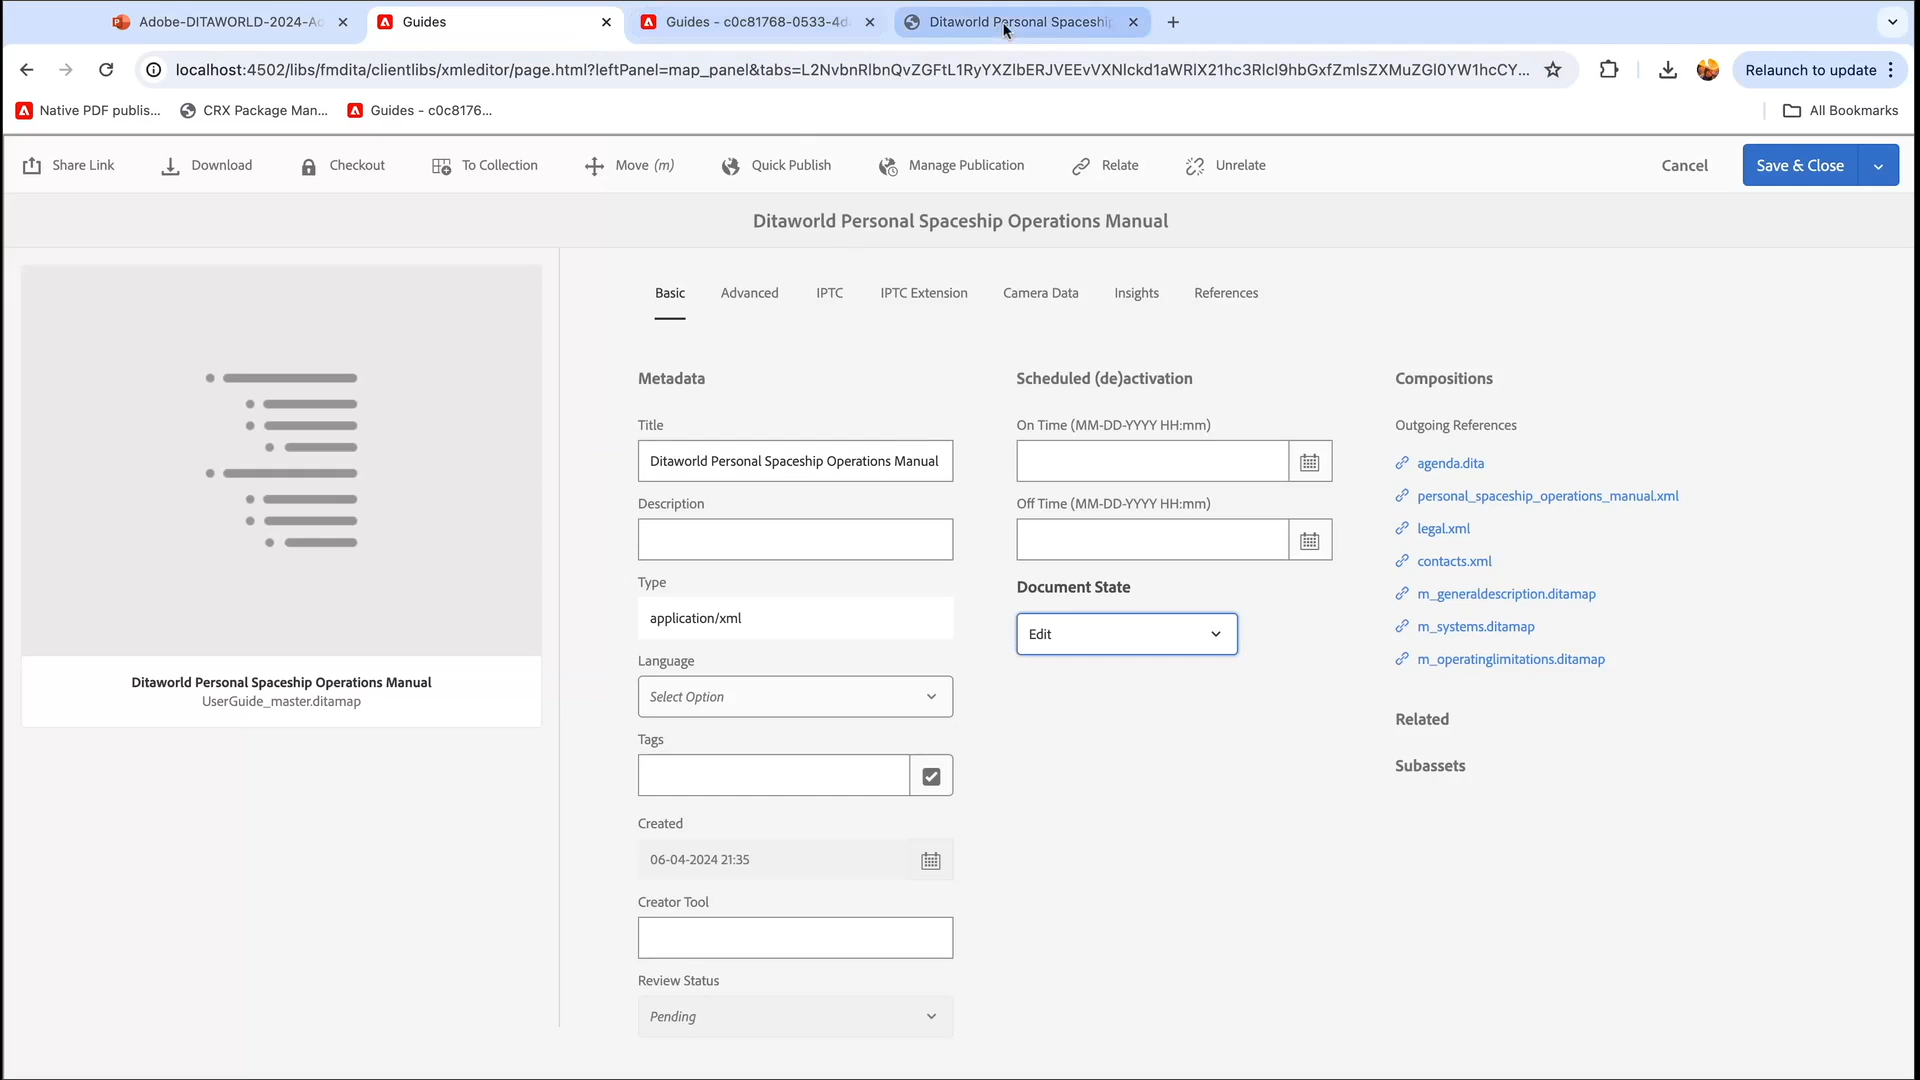 Adobe-DITAWORLD-2024-Ad
Guides
Guides - c0c81768-0533-4d
Ditaworld Personal Spaceship
localhost:4502/libs/fmdita/clientlibs/xmleditor/page.html?leftPanel=map_panel&tabs=L2NvbnRlbnQvZGFtL1RyYXZlbERJVEEvVXNlckd1aWRlX21hc3Rlcl9hbGxfZmlsZXMuZGl0YW1hcCY...
Relaunch to update
Native PDF publis...
CRX Package Man...
Guides - c0c8176...
All Bookmarks
Share Link
Download
Checkout
To Collection
Move (m)
Quick Publish
Manage Publication
Relate
Unrelate
Cancel
Save & Close
Ditaworld Personal Spaceship Operations Manual
Basic
Advanced
IPTC
IPTC Extension
Camera Data
Insights
References
Ditaworld Personal Spaceship Operations Manual
UserGuide_master.ditamap
Metadata
Title
Ditaworld Personal Spaceship Operations Manual
Description
Type
application/xml
Language
Select Option
Tags
Created
06-04-2024 21:35
Creator Tool
Review Status
Pending
Scheduled (de)activation
On Time (MM-DD-YYYY HH:mm)
Off Time (MM-DD-YYYY HH:mm)
Document State
Edit
Compositions
Outgoing References
agenda.dita
personal_spaceship_operations_manual.xml
legal.xml
contacts.xml
m_generaldescription.ditamap
m_systems.ditamap
m_operatinglimitations.ditamap
Related
Subassets